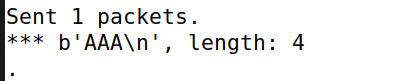 Sent 1 packets.
*** b'AAA\n', length: 4
.